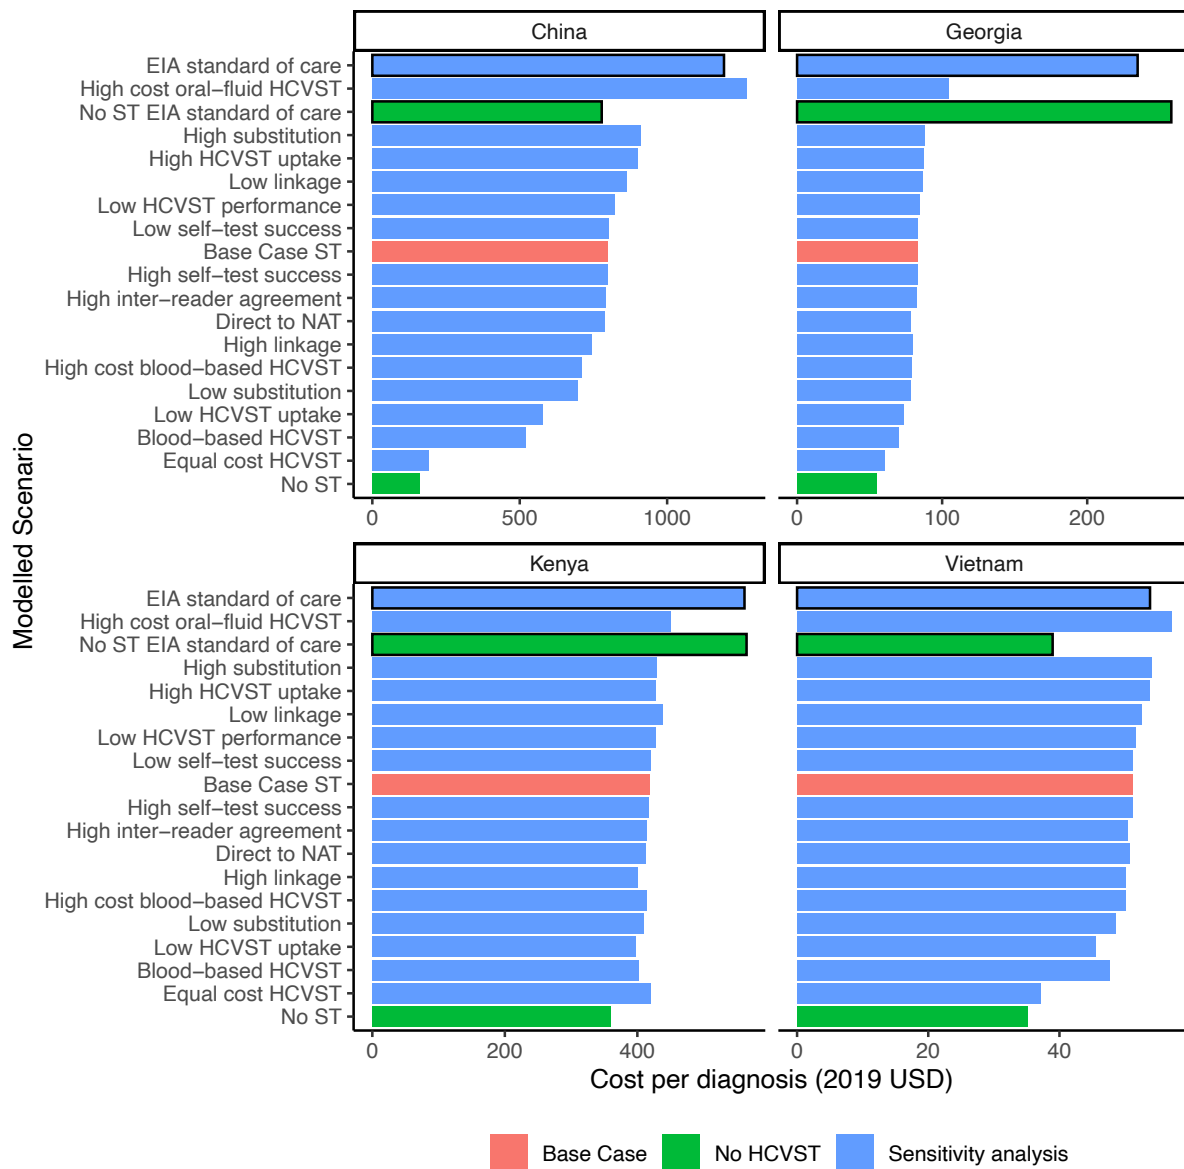 China
Georgia
EIA standard of care
High cost oral−fluid HCVST
No ST EIA standard of care
High substitution
High HCVST uptake
Low linkage
Low HCVST performance
Low self−test success
Base Case ST
High self−test success
High inter−reader agreement
Direct to NAT
High linkage
High cost blood−based HCVST
Low substitution
Low HCVST uptake
Blood−based HCVST
Equal cost HCVST
No ST
0 500 1000
0 100 200
Kenya
Vietnam
EIA standard of care
High cost oral−fluid HCVST
No ST EIA standard of care
High substitution
High HCVST uptake
Low linkage
Low HCVST performance
Low self−test success
Base Case ST
High self−test success
High inter−reader agreement
Direct to NAT
High linkage
High cost blood−based HCVST
Low substitution
Low HCVST uptake
Blood−based HCVST
Equal cost HCVST
No ST
0 200 400
0 20 40
Modelled Scenario
Cost per diagnosis (2019 USD)
Base Case
No HCVST
Sensitivity analysis